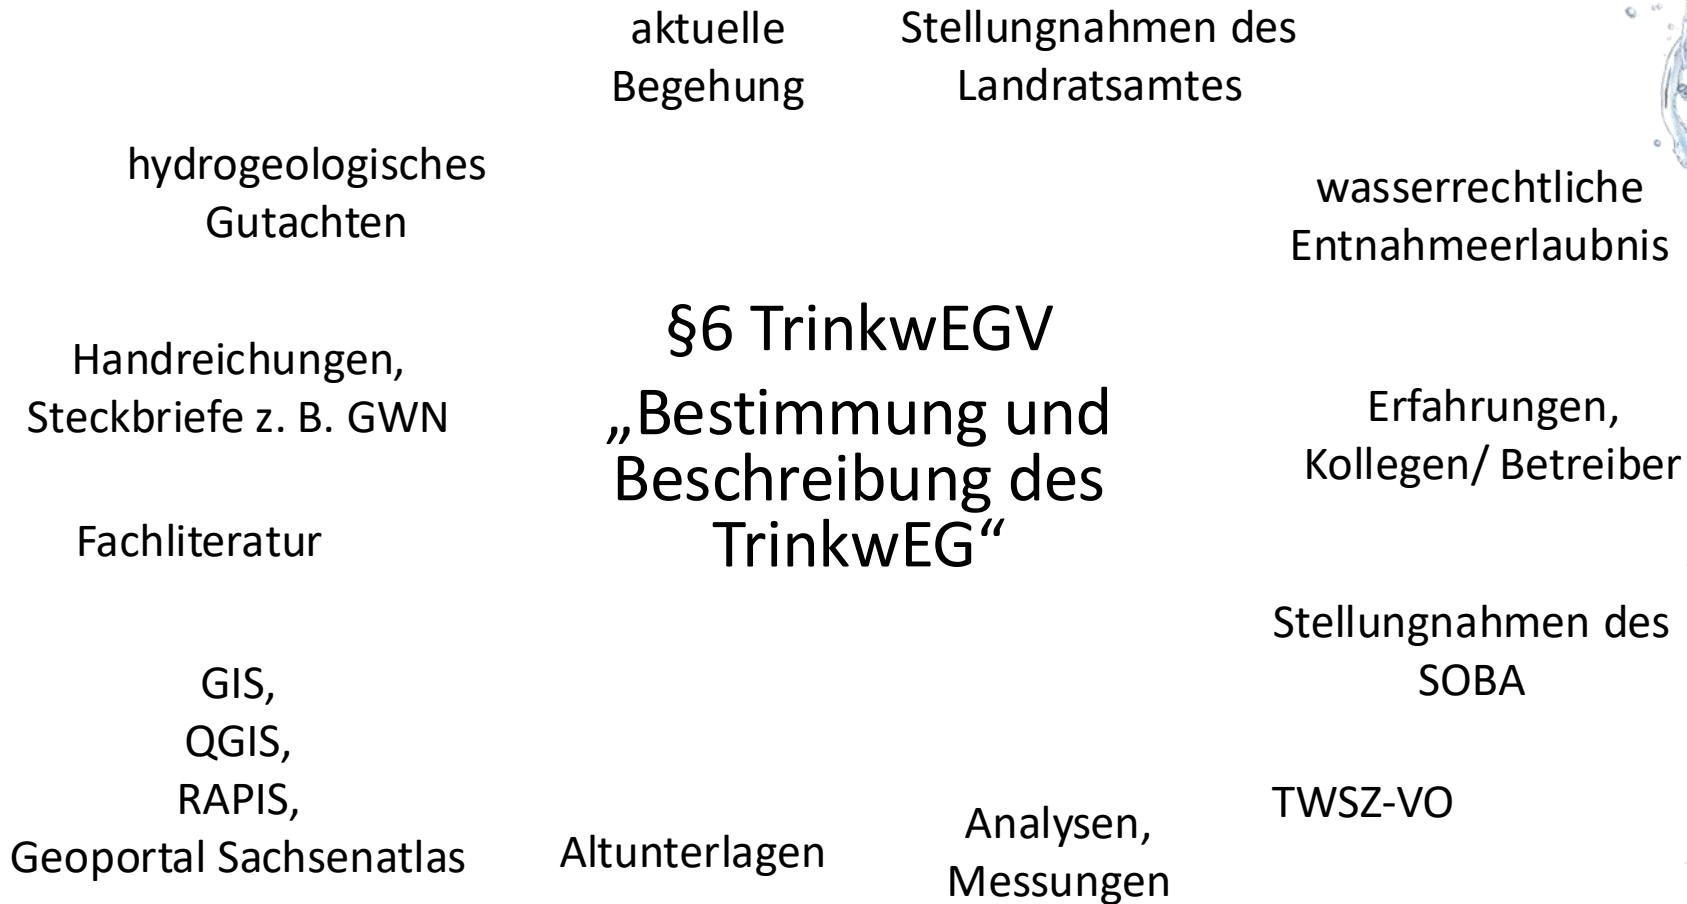 aktuelle
Begehung
Stellungnahmen des
Landratsamtes
hydrogeologisches
Gutachten
wasserrechtliche
Entnahmeerlaubnis
§6 TrinkwEGV
„Bestimmung und
Beschreibung des
TrinkwEG“
Handreichungen,
Steckbriefe z. B. GWN
Erfahrungen,
Kollegen/ Betreiber
Fachliteratur
Stellungnahmen des
SOBA
GIS,
QGIS,
RAPIS,
Geoportal Sachsenatlas
Altunterlagen
Analysen,
Messungen
TWSZ-VO